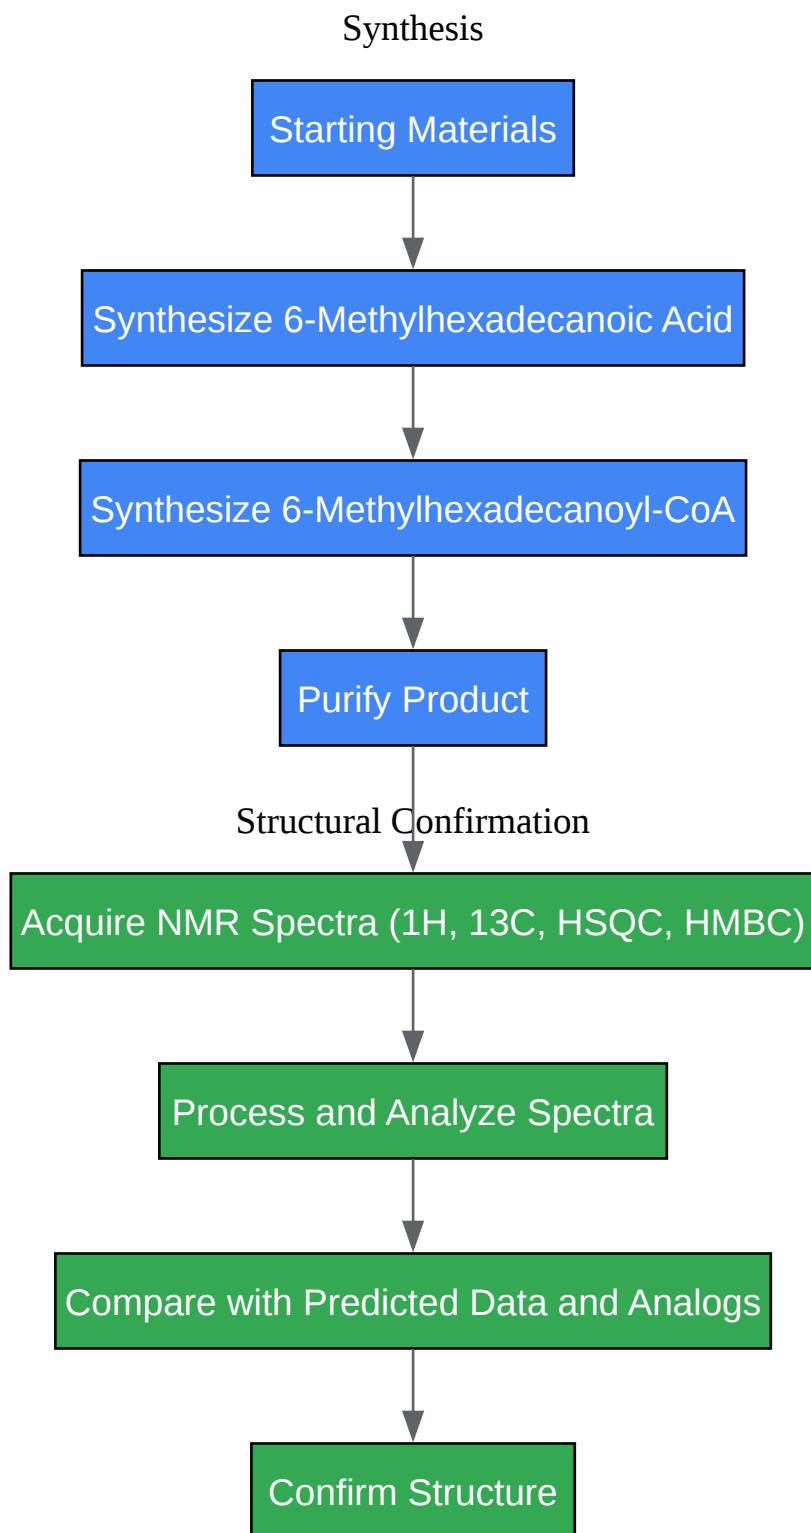 Synthesis
Starting Materials
Synthesize 6-Methylhexadecanoic Acid
Synthesize 6-Methylhexadecanoyl-CoA
Purify Product
Structural Confirmation
Acquire NMR Spectra (1H, 13C, HSQC, HMBC)
Process and Analyze Spectra
Compare with Predicted Data and Analogs
Confirm Structure